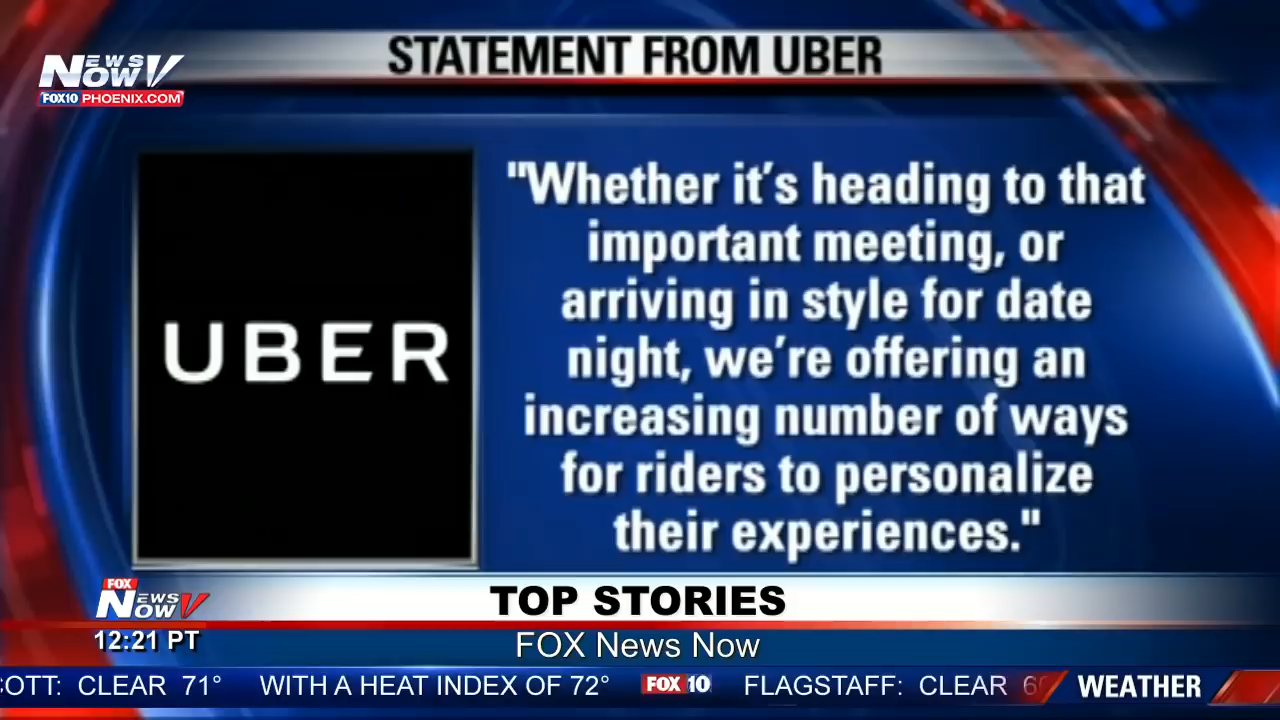 STATEMENT FROM UBER
NEWS
NOW
FOX10 PHOENIX.COM
UBER
"Whether it's heading to that
important meeting, or
arriving in style for date
night, we're offering an
increasing number of ways
for riders to personalize
their experiences."
FOX
NEWS
NOW
12:21 PT
TOP STORIES
FOX News Now
OTT: CLEAR 71° WITH A HEAT INDEX OF 72° FOX 10 FLAGSTAFF: CLEAR WEATHER